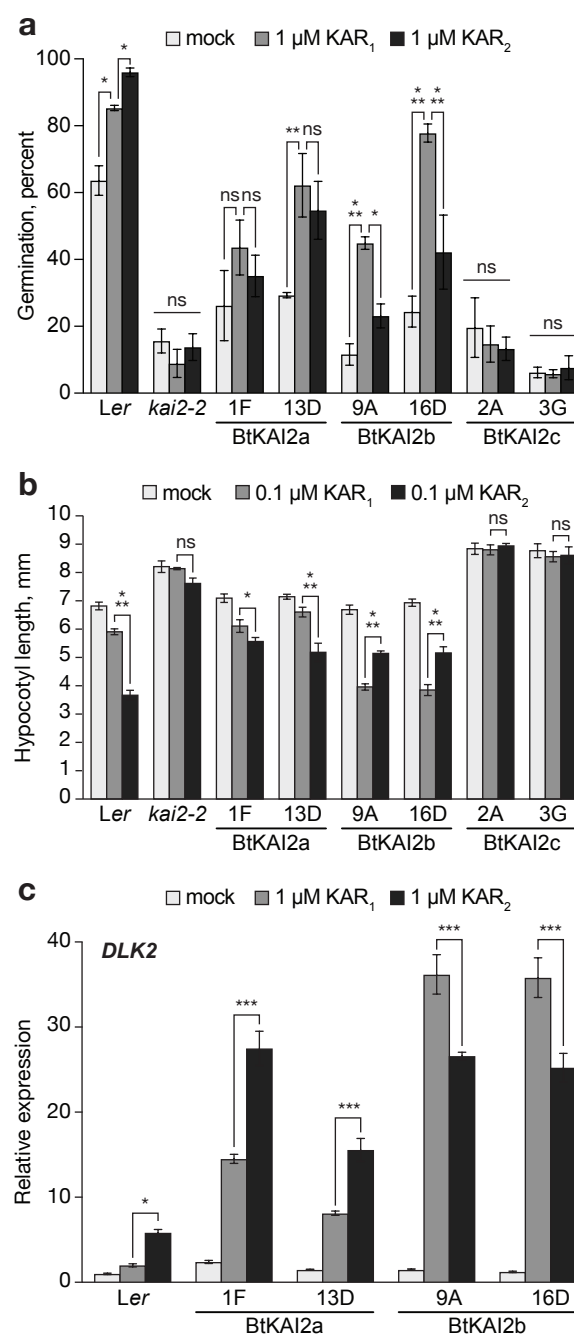 a
mock 1 µM KAR₁ 1 µM KAR₂
Germination, percent
100
80
60
40
20
0
* *
ns
ns ns
** ns
* ** *
* ** * **
ns
ns
Ler kai2-2 1F 13D 9A 16D 2A 3G
BtKAI2a BtKAI2b BtKAI2c
b
mock 0.1 µM KAR₁ 0.1 µM KAR₂
Hypocotyl length, mm
10
9
8
7
6
5
4
3
2
1
0
* **
ns
*
* **
* **
* **
ns
ns
Ler kai2-2 1F 13D 9A 16D 2A 3G
BtKAI2a BtKAI2b BtKAI2c
c
mock 1 µM KAR₁ 1 µM KAR₂
DLK2
Relative expression
40
30
20
10
0
*
***
***
***
***
Ler 1F 13D 9A 16D
BtKAI2a BtKAI2b